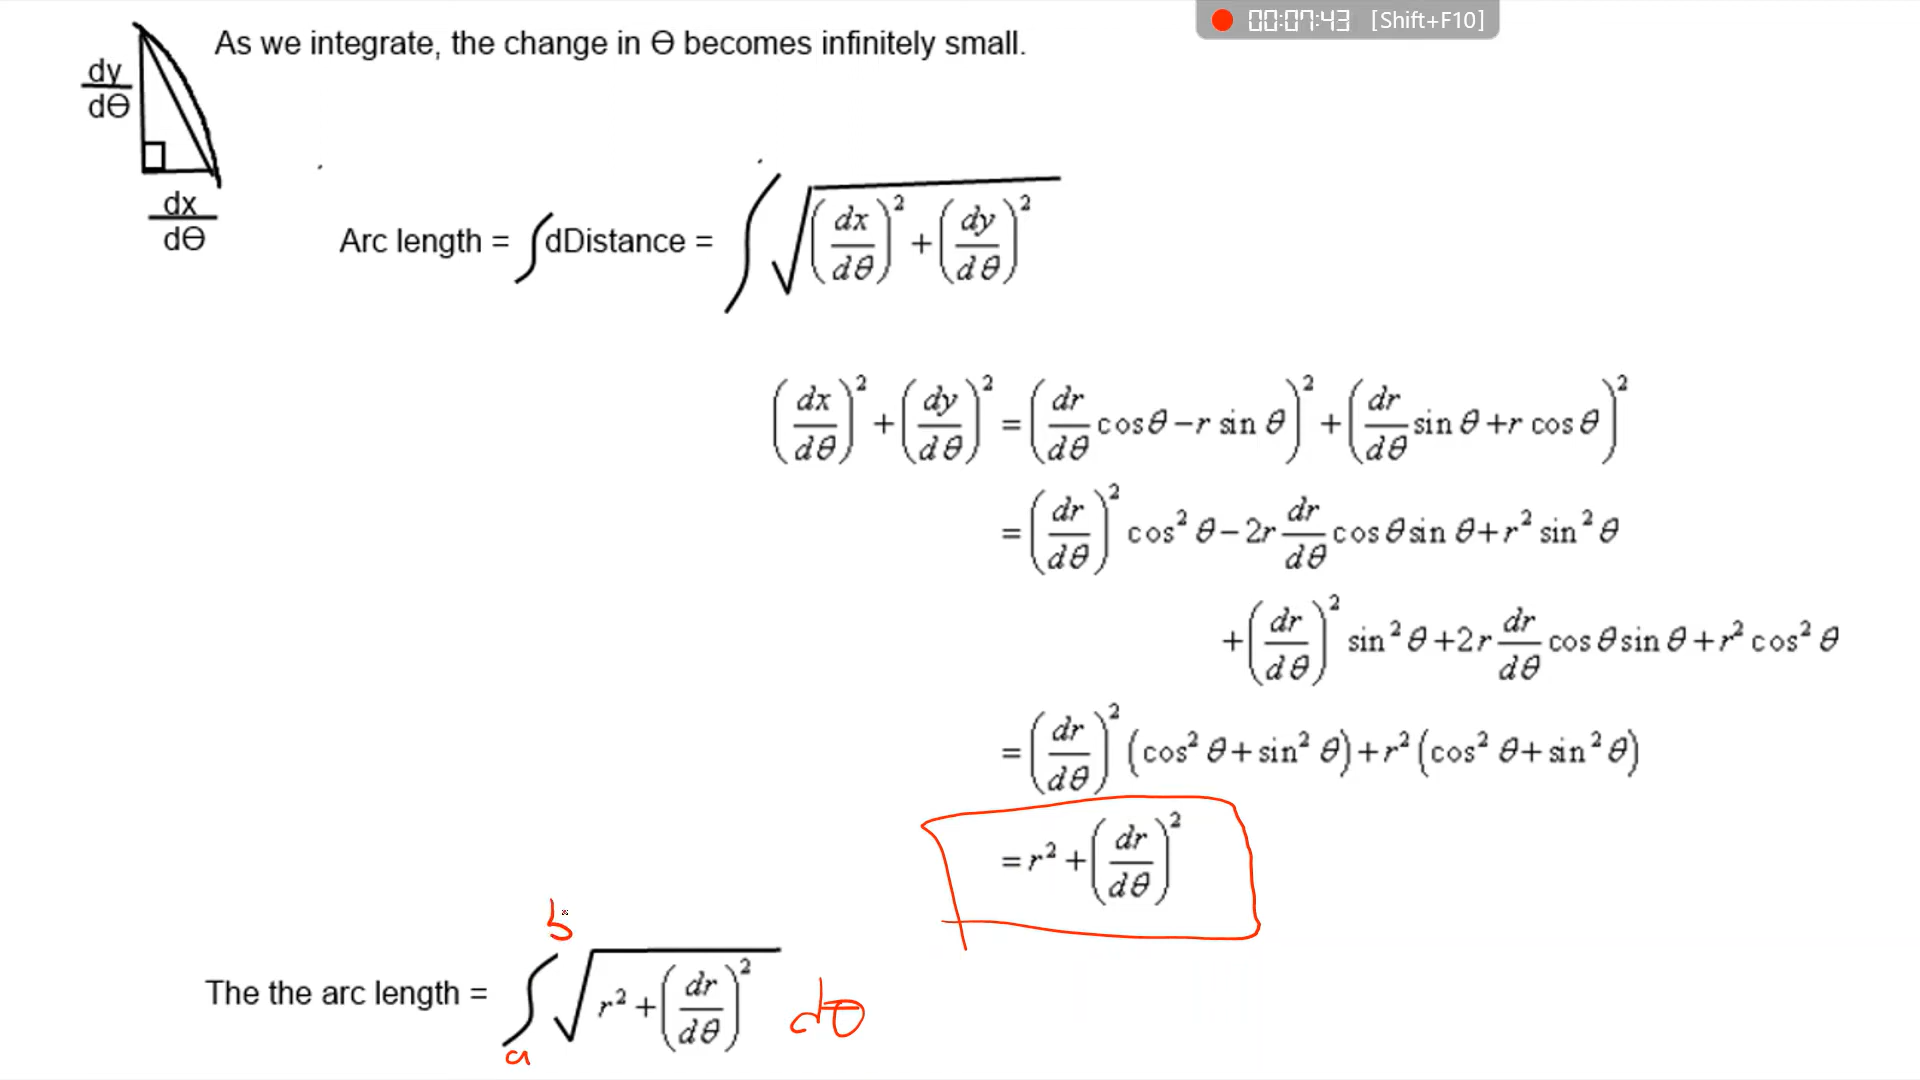 00:07:43 [Shift+F10]
As we integrate, the change in Θ becomes infinitely small.
dy
dΘ
dx
dΘ
Arc length = ∫dDistance = ∫√((dx/dθ)² + (dy/dθ)²)
(dx/dθ)² + (dy/dθ)² = (dr/dθ cosθ − r sin θ)² + (dr/dθ sin θ + r cos θ)²
= (dr/dθ)² cos² θ − 2r dr/dθ cos θ sin θ + r² sin² θ
+ (dr/dθ)² sin² θ + 2r dr/dθ cos θ sin θ + r² cos² θ
= (dr/dθ)² (cos² θ + sin² θ) + r² (cos² θ + sin² θ)
= r² + (dr/dθ)²
b
The the arc length = ∫√(r² + (dr/dθ)²) dθ
a